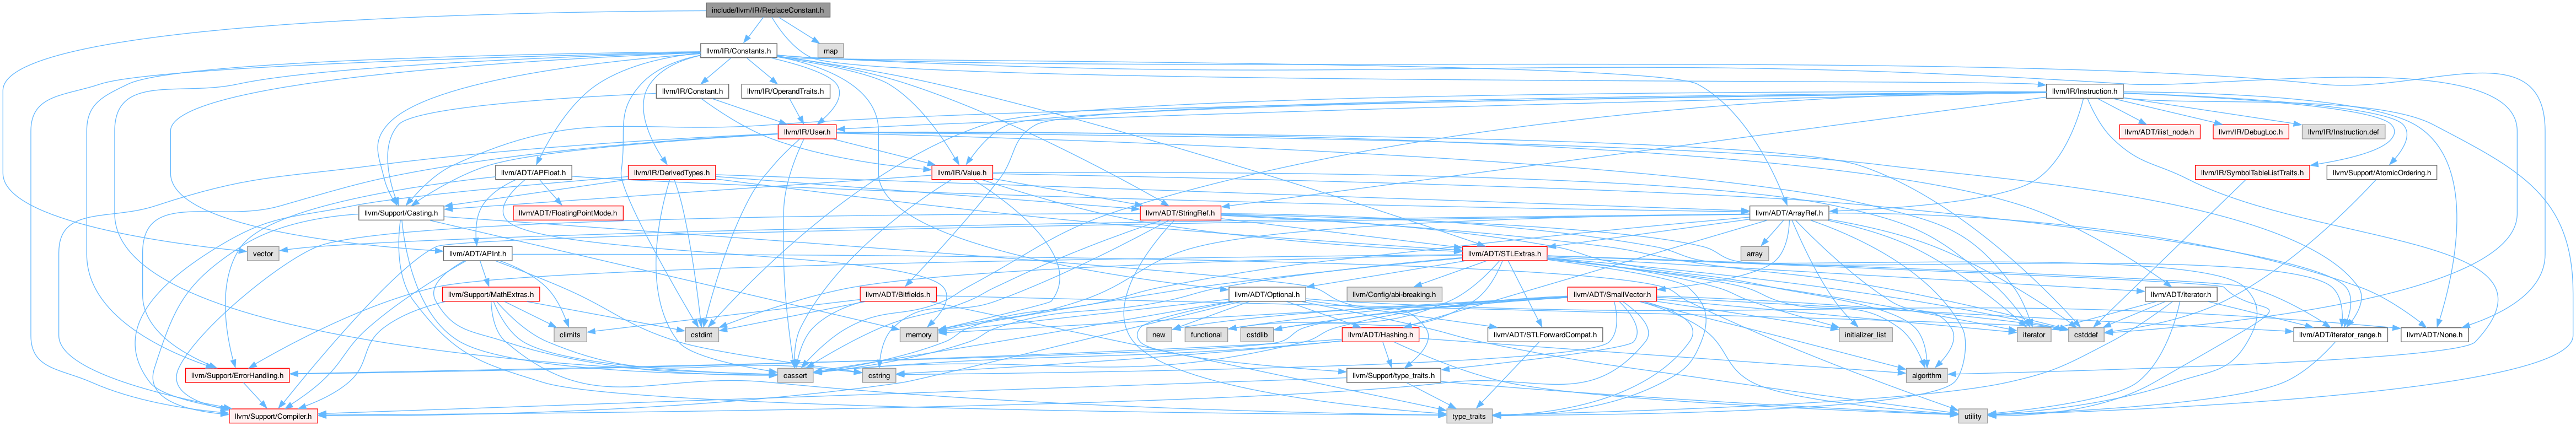 include/llvm/IR/ReplaceConstant.h
llvm/IR/Constants.h
map
llvm/IR/Constant.h
llvm/IR/OperandTraits.h
llvm/IR/Instruction.h
llvm/IR/User.h
llvm/ADT/ilist_node.h
llvm/IR/DebugLoc.h
llvm/IR/Instruction.def
llvm/ADT/APFloat.h
llvm/IR/DerivedTypes.h
llvm/IR/Value.h
llvm/IR/SymbolTableListTraits.h
llvm/Support/AtomicOrdering.h
llvm/Support/Casting.h
llvm/ADT/FloatingPointMode.h
llvm/ADT/StringRef.h
llvm/ADT/ArrayRef.h
vector
llvm/ADT/APInt.h
llvm/ADT/STLExtras.h
array
llvm/Support/MathExtras.h
llvm/ADT/Bitfields.h
llvm/ADT/Optional.h
llvm/Config/abi-breaking.h
llvm/ADT/SmallVector.h
llvm/ADT/iterator.h
climits
cstdint
memory
new
functional
cstdlib
llvm/ADT/Hashing.h
llvm/ADT/STLForwardCompat.h
initializer_list
iterator
cstddef
llvm/ADT/iterator_range.h
llvm/ADT/None.h
llvm/Support/ErrorHandling.h
cassert
cstring
llvm/Support/type_traits.h
algorithm
llvm/Support/Compiler.h
type_traits
utility